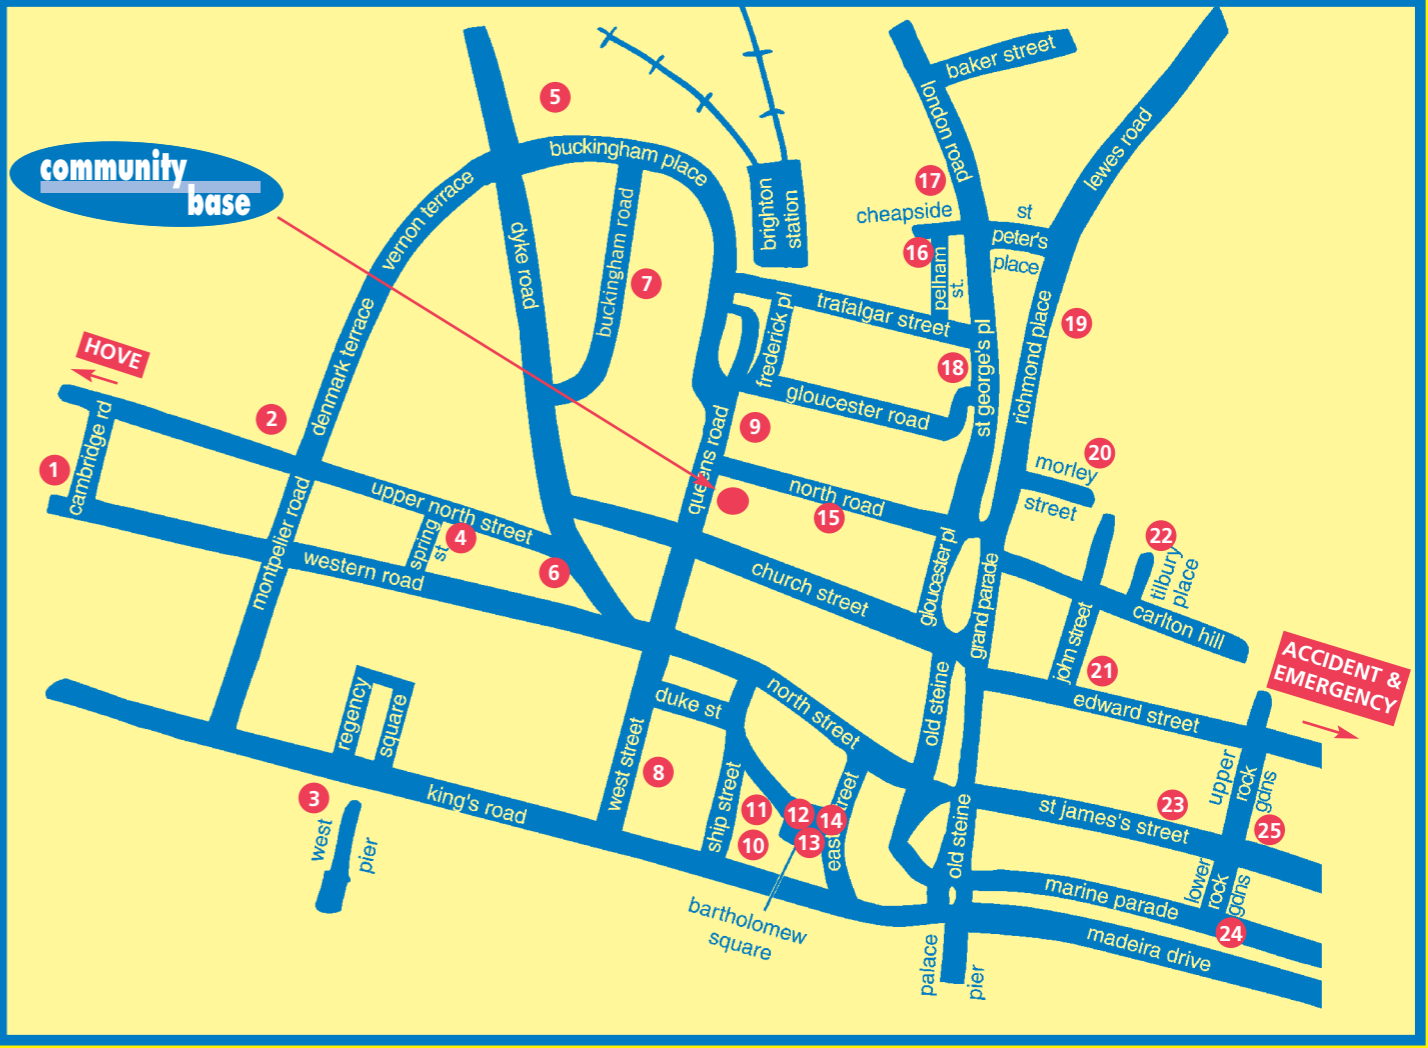 baker street
london road
lewes road
5
community
base
buckingham place
vernon terrace
dyke road
buckingham road
7
brighton
station
17
cheapside
16
pelham
st.
st
peter's
place
trafalgar street
frederick pl
18
st george's pl
richmond place
19
gloucester road
HOVE
denmark terrace
2
cambridge rd
1
queens road
9
north road
15
morley
20
street
upper north street
spring
st
4
6
montpelier road
western road
church street
gloucester pl
grand parade
john street
22
tilbury
place
carlton hill
21
ACCIDENT &
EMERGENCY
edward street
regency
square
duke st
north street
old steine
west street
8
3
west
pier
king's road
ship street
11
10
12
13
14
east street
bartholomew
square
old steine
st james's street
23
upper
rock
gdns
25
lower
rock
gdns
24
marine parade
madeira drive
palace
pier